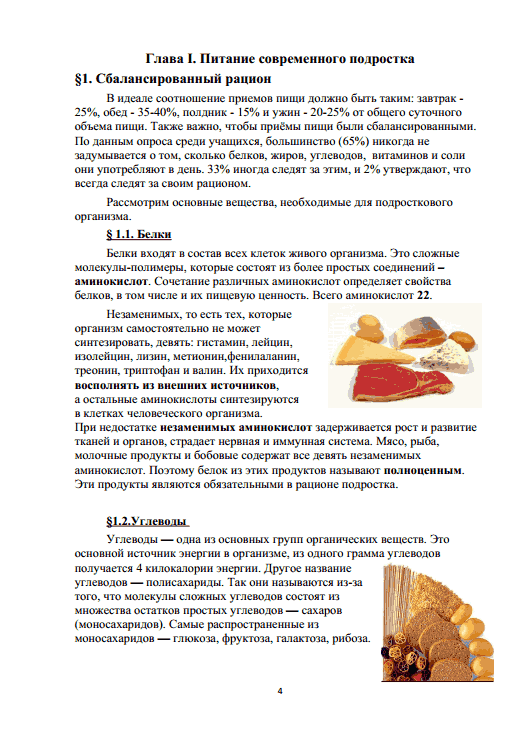 Глава I. Питание современного подростка
§1. Сбалансированный рацион
В идеале соотношение приемов пищи должно быть таким: завтрак -
25%, обед - 35-40%, полдник - 15% и ужин - 20-25% от общего суточного
объема пищи. Также важно, чтобы приёмы пищи были сбалансированными.
По данным опроса среди учащихся, большинство (65%) никогда не
задумывается о том, сколько белков, жиров, углеводов, витаминов и соли
они употребляют в день. 33% иногда следят за этим, и 2% утверждают, что
всегда следят за своим рационом.
Рассмотрим основные вещества, необходимые для подросткового
организма.
§ 1.1. Белки
Белки входят в состав всех клеток живого организма. Это сложные
молекулы-полимеры, которые состоят из более простых соединений –
аминокислот. Сочетание различных аминокислот определяет свойства
белков, в том числе и их пищевую ценность. Всего аминокислот 22.
Незаменимых, то есть тех, которые
организм самостоятельно не может
синтезировать, девять: гистамин, лейцин,
изолейцин, лизин, метионин,фенилаланин,
треонин, триптофан и валин. Их приходится
восполнять из внешних источников,
а остальные аминокислоты синтезируются
в клетках человеческого организма.
При недостатке незаменимых аминокислот задерживается рост и развитие
тканей и органов, страдает нервная и иммунная система. Мясо, рыба,
молочные продукты и бобовые содержат все девять незаменимых
аминокислот. Поэтому белок из этих продуктов называют полноценным.
Эти продукты являются обязательными в рационе подростка.
§1.2.Углеводы
Углеводы — одна из основных групп органических веществ. Это
основной источник энергии в организме, из одного грамма углеводов
получается 4 килокалории энергии. Другое название
углеводов — полисахариды. Так они называются из-за
того, что молекулы сложных углеводов состоят из
множества остатков простых углеводов — сахаров
(моносахаридов). Самые распространенные из
моносахаридов — глюкоза, фруктоза, галактоза, рибоза.
4